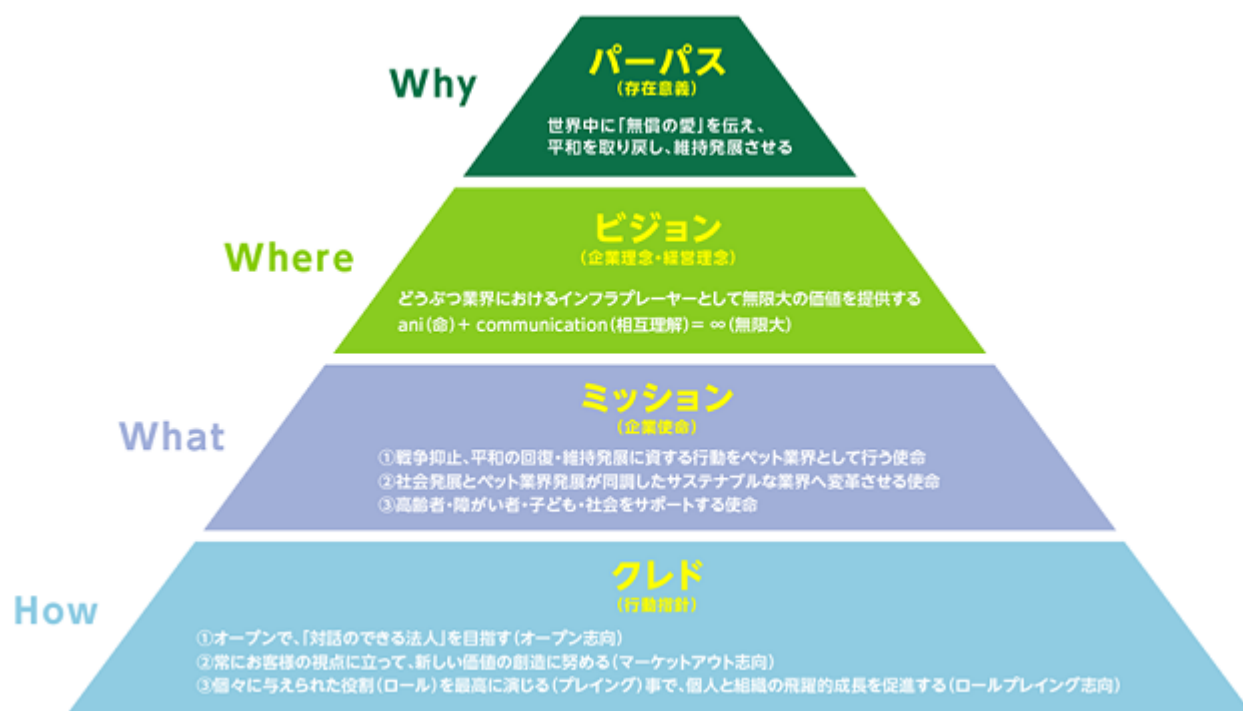 Why
パーパス
(存在意義)
世界中に「無償の愛」を伝え、
平和を取り戻し、維持発展させる
Where
ビジョン
(企業理念・経営理念)
どうぶつ業界におけるインフラプレーヤーとして無限大の価値を提供する
ani(命)+ communication(相互理解)= ∞(無限大)
What
ミッション
(企業使命)
①戦争抑止、平和の回復・維持発展に資する行動をペット業界として行う使命
②社会発展とペット業界発展が同調したサステナブルな業界へ変革させる使命
③高齢者・障がい者・子ども・社会をサポートする使命
How
クレド
(行動指針)
①オープンで、「対話のできる法人」を目指す(オープン志向)
②常にお客様の視点に立って、新しい価値の創造に努める(マーケットアウト志向)
③個々に与えられた役割(ロール)を最高に演じる(プレイング)事で、個人と組織の飛躍的成長を促進する(ロールプレイング志向)